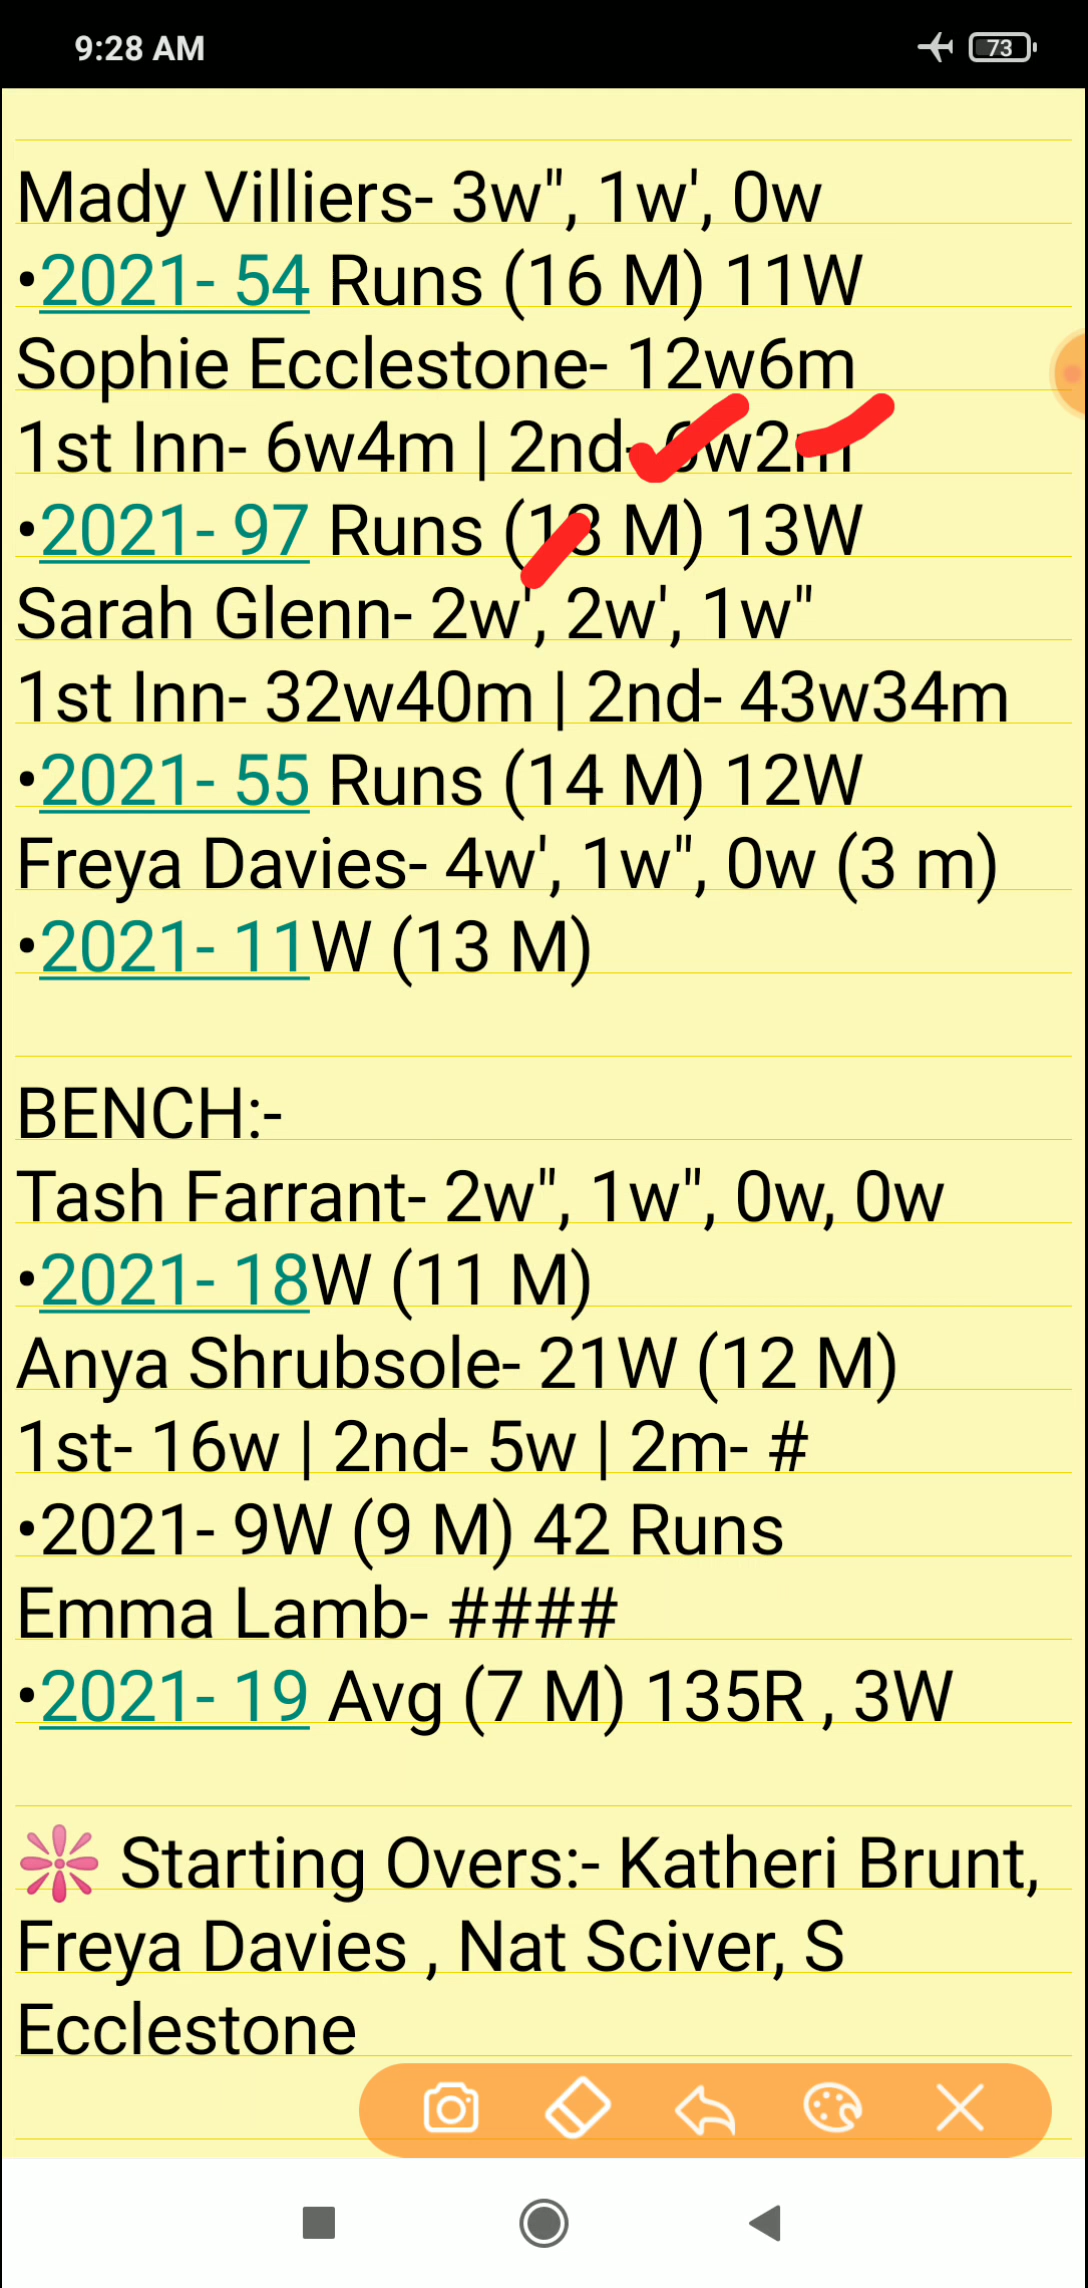 9:28 AM
73
Mady Villiers- 3w", 1w', 0w
•2021- 54 Runs (16 M) 11W
Sophie Ecclestone- 12w6m
1st Inn- 6w4m | 2nd- 6w2m
•2021- 97 Runs (13 M) 13W
Sarah Glenn- 2w', 2w', 1w"
1st Inn- 32w40m | 2nd- 43w34m
•2021- 55 Runs (14 M) 12W
Freya Davies- 4w', 1w", 0w (3 m)
•2021- 11W (13 M)
BENCH:-
Tash Farrant- 2w", 1w", 0w, 0w
•2021- 18W (11 M)
Anya Shrubsole- 21W (12 M)
1st- 16w | 2nd- 5w | 2m- #
•2021- 9W (9 M) 42 Runs
Emma Lamb- ####
•2021- 19 Avg (7 M) 135R , 3W
Starting Overs:- Katheri Brunt,
Freya Davies , Nat Sciver, S
Ecclestone